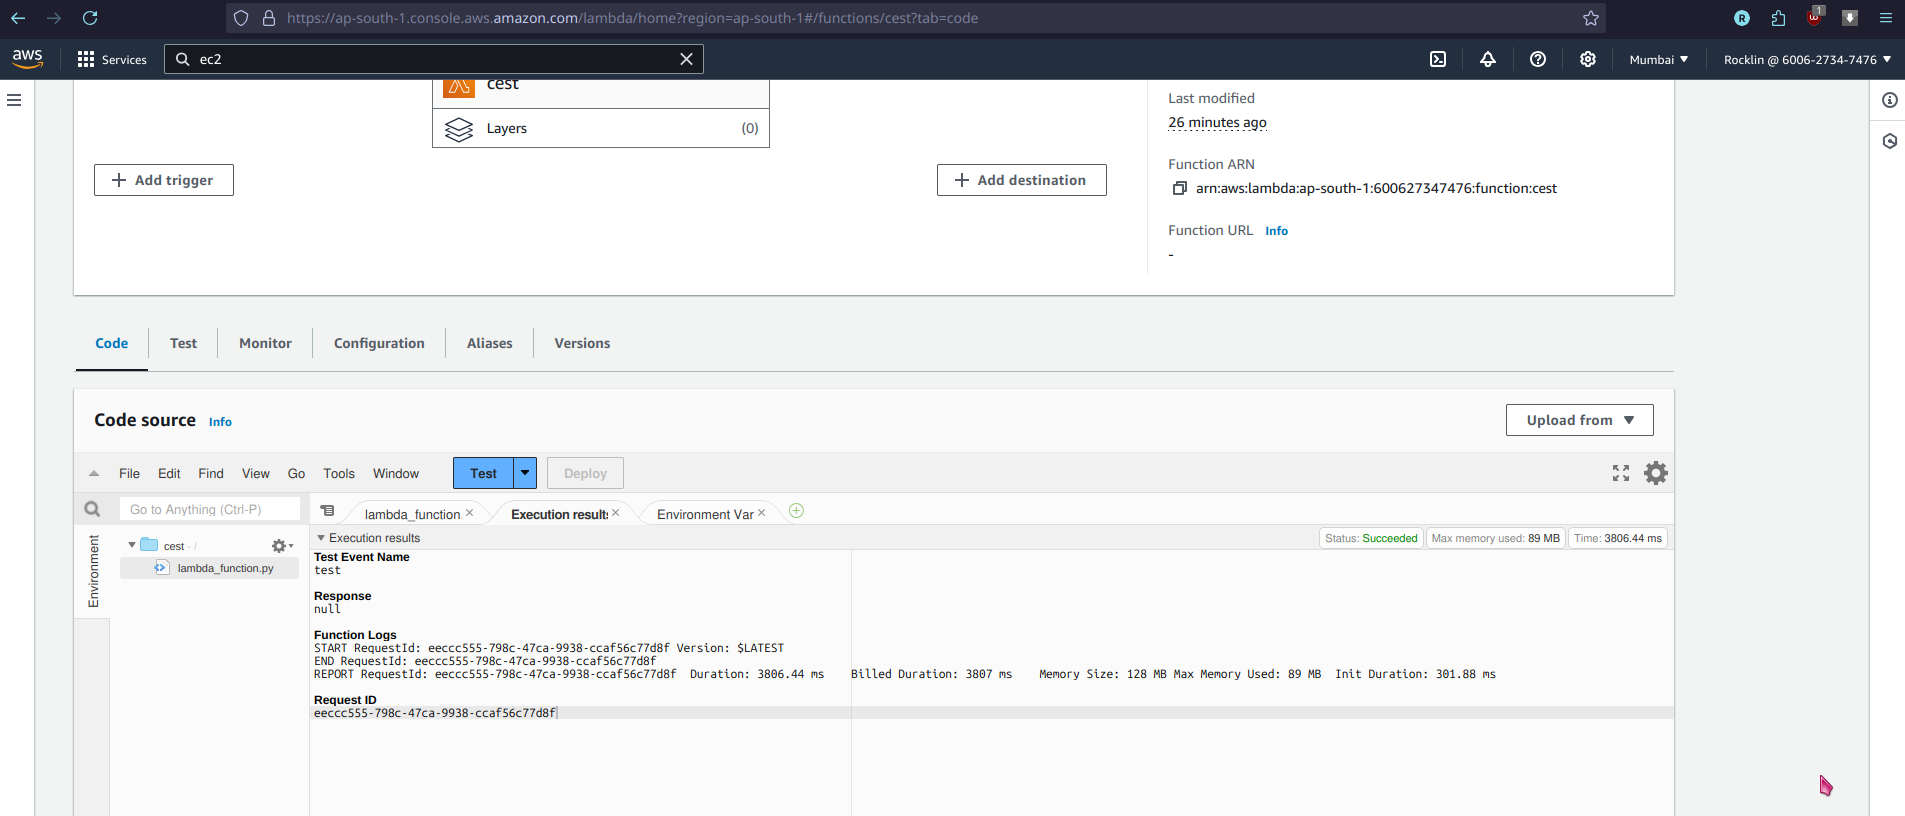 https://ap-south-1.console.aws.amazon.com/lambda/home?region=ap-south-1#/functions/cest?tab=code
R
1
aws
Services
ec2
Mumbai
Rocklin @ 6006-2734-7476
cest
Layers
(0)
Add trigger
Add destination
Last modified
26 minutes ago
Function ARN
arn:aws:lambda:ap-south-1:600627347476:function:cest
Function URL Info
-
Code
Test
Monitor
Configuration
Aliases
Versions
Code source Info
Upload from
File Edit Find View Go Tools Window
Test
Deploy
Go to Anything (Ctrl-P)
lambda_function.
Execution results
Environment Var
Environment
cest - /
lambda_function.py
Execution results
Status: Succeeded
Max memory used: 89 MB
Time: 3806.44 ms
Test Event Name
test
Response
null
Function Logs
START RequestId: eeccc555-798c-47ca-9938-ccaf56c77d8f Version: $LATEST
END RequestId: eeccc555-798c-47ca-9938-ccaf56c77d8f
REPORT RequestId: eeccc555-798c-47ca-9938-ccaf56c77d8f Duration: 3806.44 ms Billed Duration: 3807 ms Memory Size: 128 MB Max Memory Used: 89 MB Init Duration: 301.88 ms
Request ID
eeccc555-798c-47ca-9938-ccaf56c77d8f